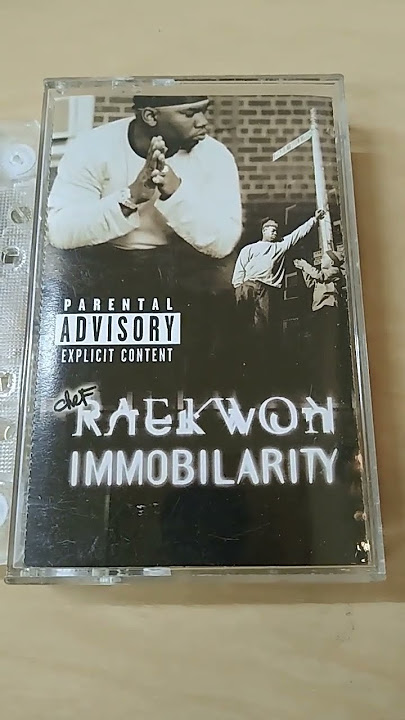 PARENTAL
ADVISORY
EXPLICIT CONTENT
chef
RAEKWON
IMMOBILARITY